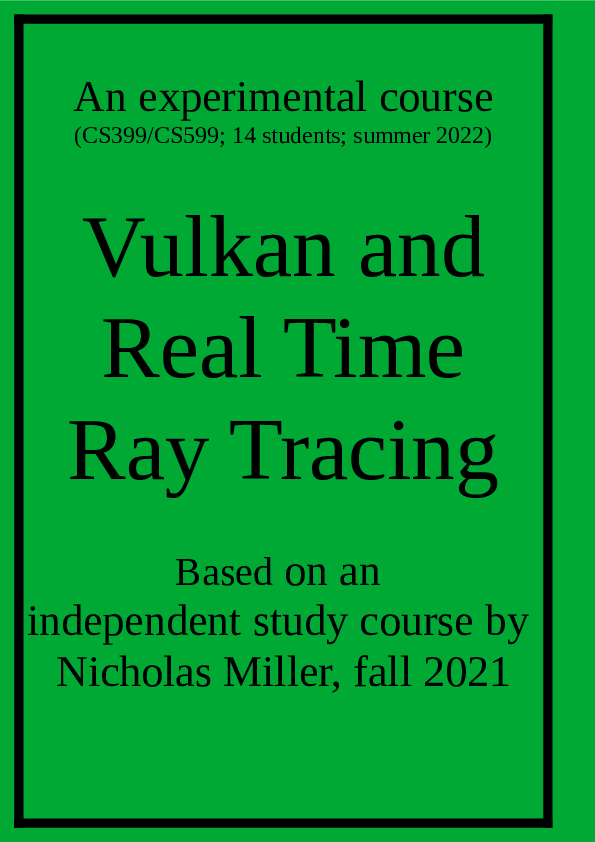 An experimental course
(CS399/CS599; 14 students; summer 2022)
Vulkan and
Real Time
Ray Tracing
Based on an
independent study course by
Nicholas Miller, fall 2021